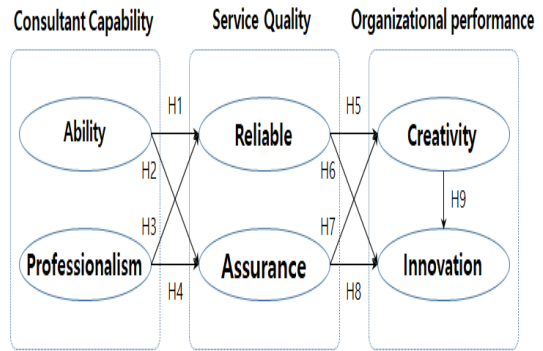 Consultant Capability
Service Quality
Organizational performance
H1
H5
Ability
Reliable
Creativity
H2
H6
H9
H3
H7
Professionalism
Assurance
Innovation
H4
H8